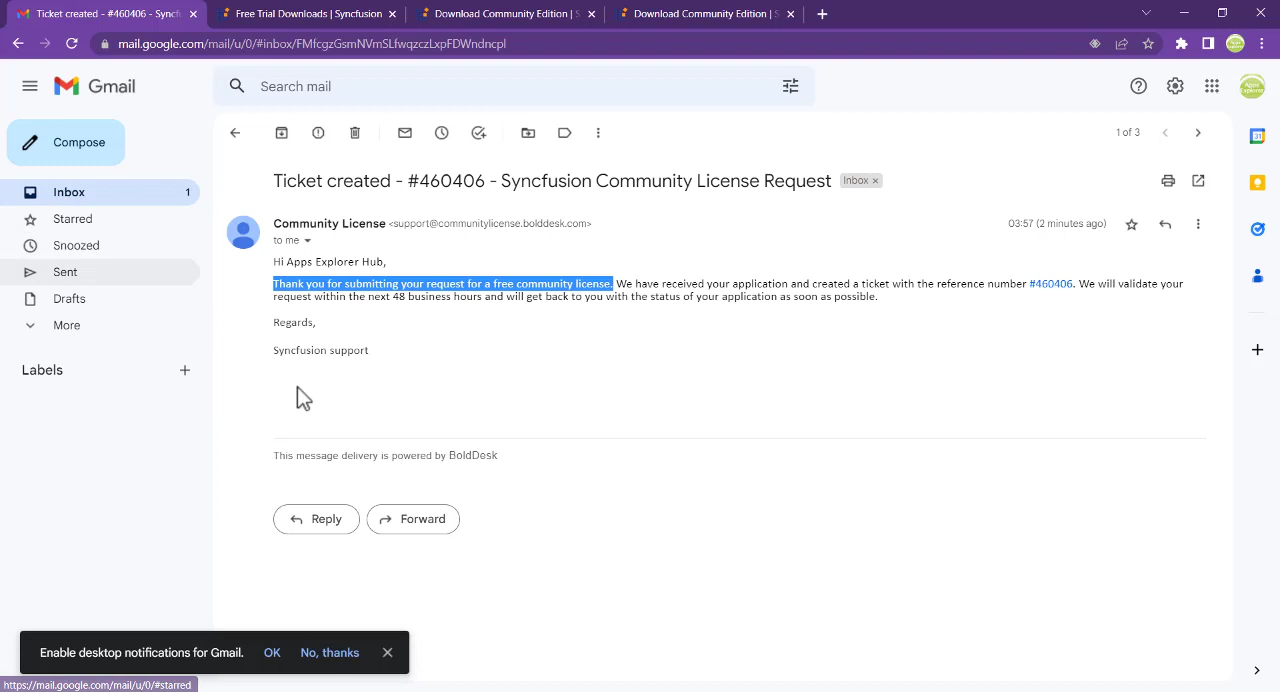 Ticket created - #460406 - Syncf
Free Trial Downloads | Syncfusion
Download Community Edition | S
Download Community Edition | S
mail.google.com/mail/u/0/#inbox/FMfcgzGsmNVmSLfwqzczLxpFDWndncpl
Gmail
Search mail
Apps Explorer
Compose
1 of 3
31
Inbox 1
Starred
Snoozed
Sent
Drafts
More
Labels
Ticket created - #460406 - Syncfusion Community License Request Inbox ×
Community License <support@communitylicense.bolddesk.com> 03:57 (2 minutes ago)
to me
Hi Apps Explorer Hub,
Thank you for submitting your request for a free community license. We have received your application and created a ticket with the reference number #460406. We will validate your
request within the next 48 business hours and will get back to you with the status of your application as soon as possible.
Regards,
Syncfusion support
This message delivery is powered by BoldDesk
Reply Forward
Enable desktop notifications for Gmail. OK No, thanks
https://mail.google.com/mail/u/0/#starred